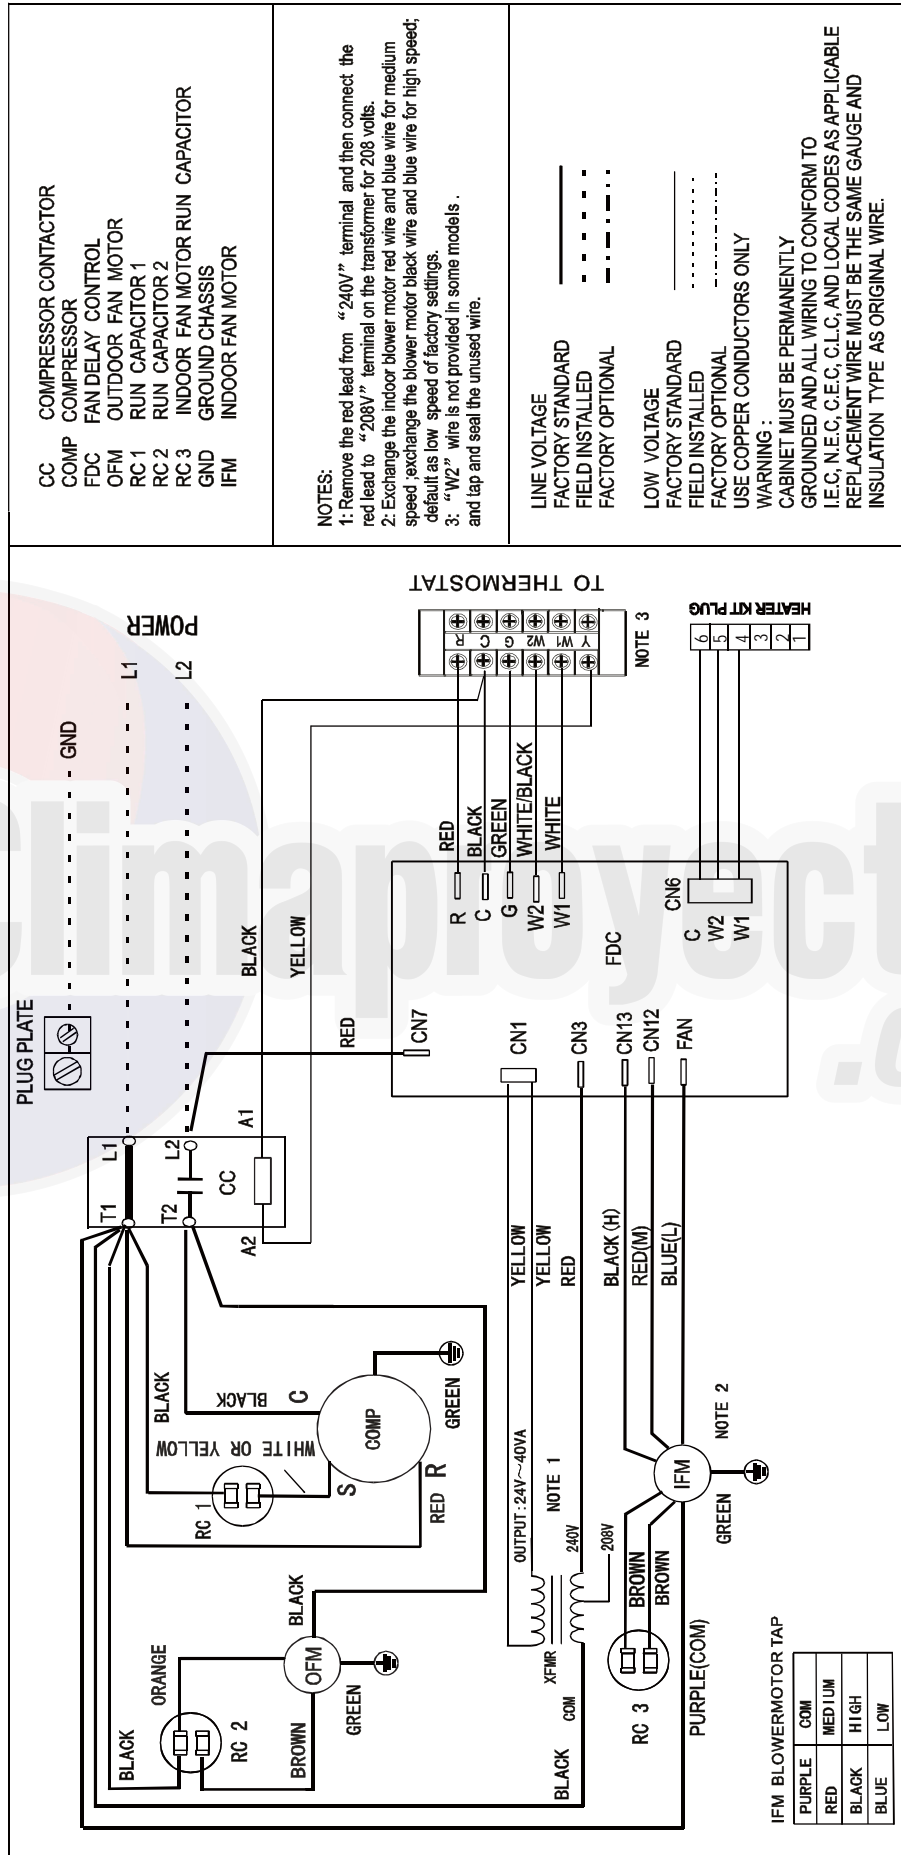 CC COMPRESSOR CONTACTOR
COMP COMPRESSOR
FDC FAN DELAY CONTROL
OFM OUTDOOR FAN MOTOR
RC 1 RUN CAPACITOR 1
RC 2 RUN CAPACITOR 2
RC 3 INDOOR FAN MOTOR RUN CAPACITOR
GND GROUND CHASSIS
IFM INDOOR FAN MOTOR
NOTES:
1: Remove the red lead from “240V” terminal and then connect the
red lead to “208V” terminal on the transformer for 208 volts.
2: Exchange the indoor blower motor red wire and blue wire for medium
speed ;exchange the blower motor black wire and blue wire for high speed;
default as low speed of factory settings.
3: “W2” wire is not provided in some models .
and tap and seal the unused wire.
LINE VOLTAGE
FACTORY STANDARD
FIELD INSTALLED
FACTORY OPTIONAL
LOW VOLTAGE
FACTORY STANDARD
FIELD INSTALLED
FACTORY OPTIONAL
USE COPPER CONDUCTORS ONLY
WARNING :
CABINET MUST BE PERMANENTLY
GROUNDED AND ALL WIRING TO CONFORM TO
I.E.C, N.E.C, C.E.C, C.L.C, AND LOCAL CODES AS APPLICABLE
REPLACEMENT WIRE MUST BE THE SAME GAUGE AND
INSULATION TYPE AS ORIGINAL WIRE.
POWER
L1
L2
GND
PLUG PLATE
TO THERMOSTAT
R
C
G
W2
W1
Y
NOTE 3
HEATER KIT PLUG
6
5
4
3
2
1
RED
BLACK
GREEN
WHITE/BLACK
WHITE
BLACK
YELLOW
RED
R
C
G
W2
W1
CN6
C
W2
W1
FDC
CN7
CN1
CN3
CN13
CN12
FAN
L1
L2
T1
T2
CC
A1
A2
YELLOW
YELLOW
RED
BLACK (H)
RED(M)
BLUE(L)
BLACK
BLACK
C
WHITE OR YELLOW
COMP
S
R
RED
GREEN
RC 1
OUTPUT:24V~40VA
NOTE 1
240V
208V
XFMR
COM
BLACK
NOTE 2
IFM
GREEN
BROWN
BROWN
RC 3
PURPLE(COM)
BLACK
ORANGE
OFM
GREEN
BLACK
RC 2
BROWN
IFM BLOWERMOTOR TAP
PURPLE COM
RED MEDIUM
BLACK HIGH
BLUE LOW
Climaproyect
.c